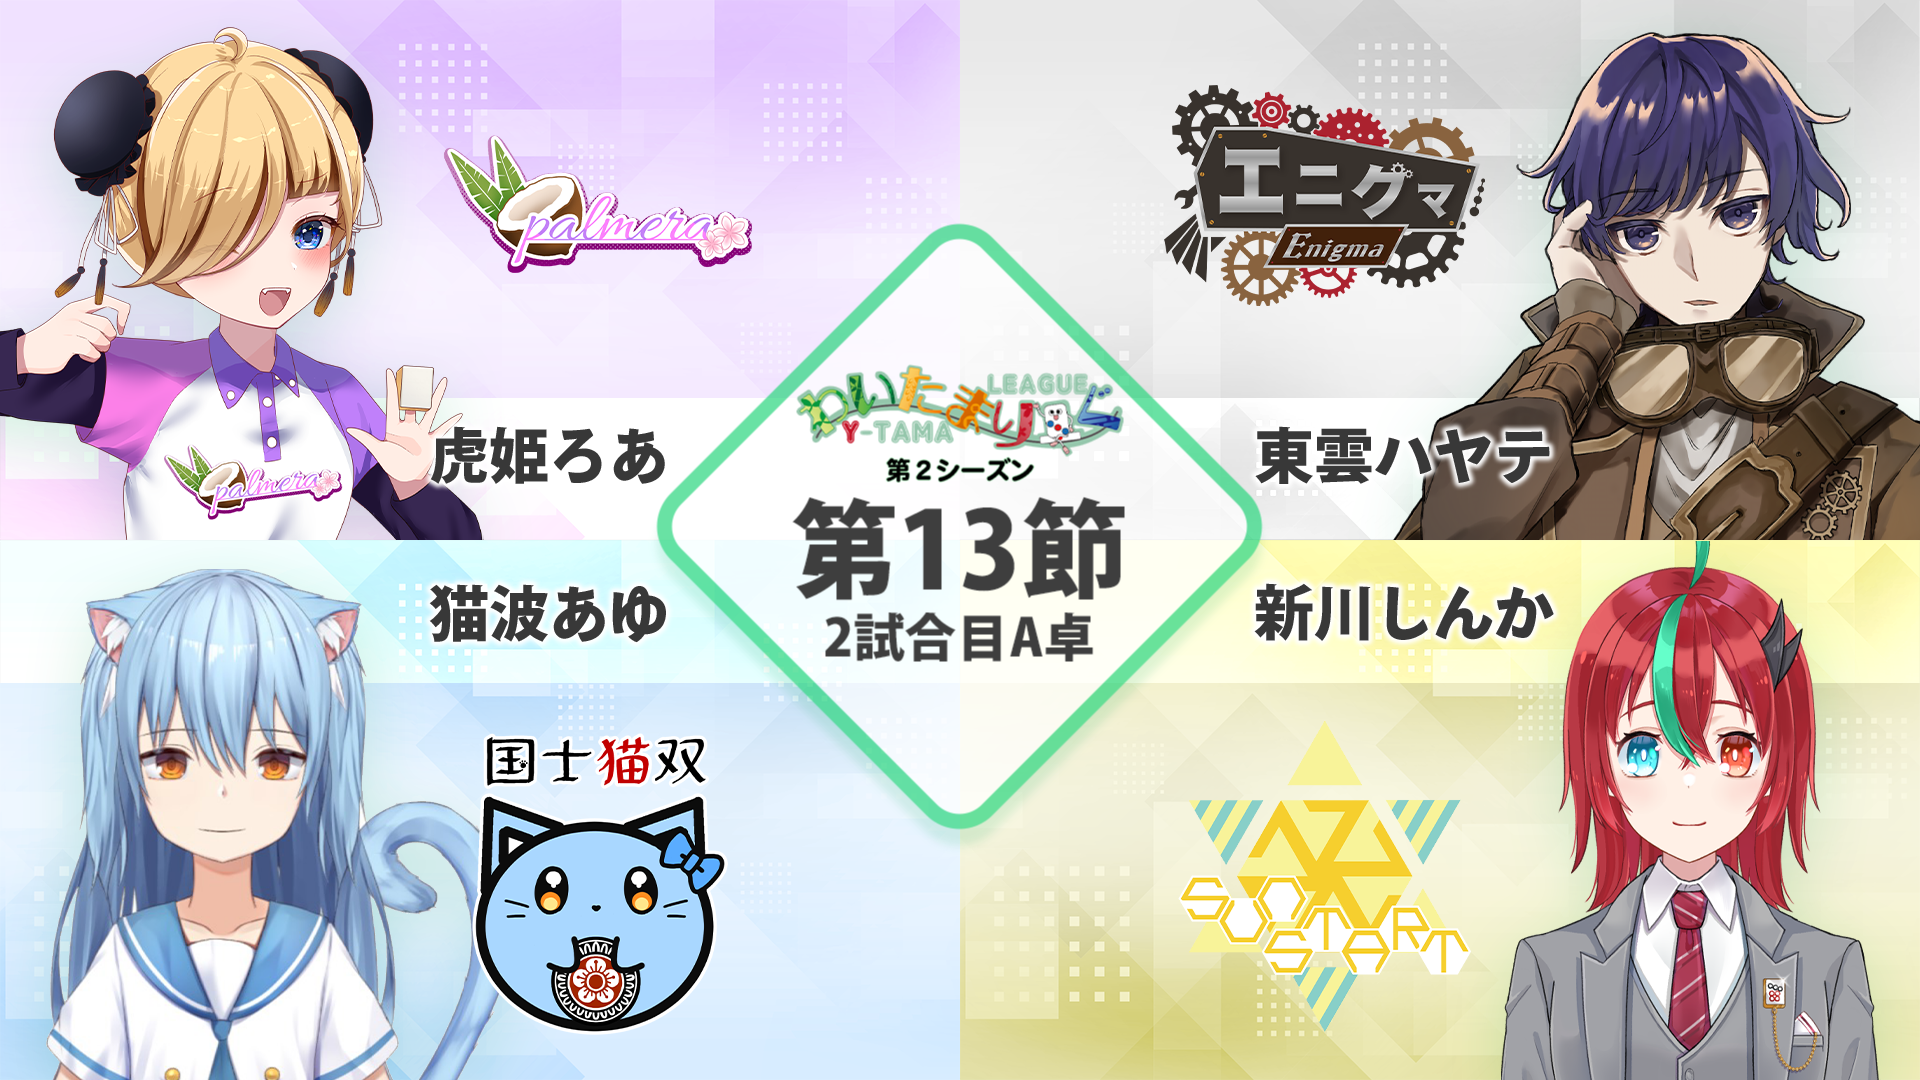 palmera
虎姫ろあ
palmera
エニグマ
Enigma
東雲ハヤテ
わいたまりーぐ
LEAGUE
Y-TAMA
第2シーズン
第13節
2試合目A卓
猫波あゆ
国士猫双
新川しんか
SUN
START